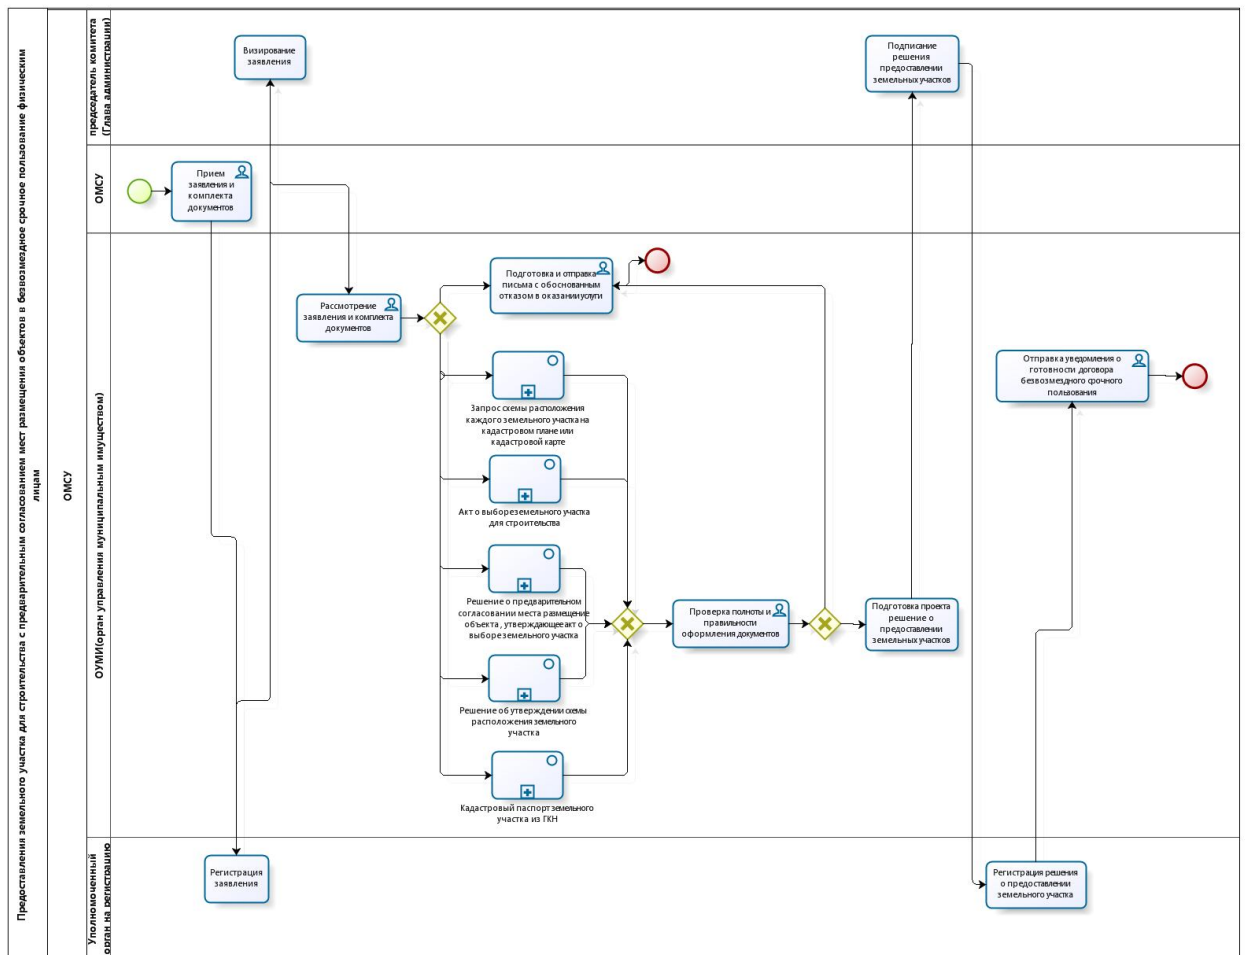 Предоставления земельного участка для строительства с предварительным согласованием мест размещения объектов в безвозмездное срочное пользование физическим
лицам
ОМСУ
председатель комитета
(Глава администрации)
Визирование
заявления
Подписание
решения
предоставлении
земельных участков
ОМСУ
Прием
заявления и
комплекта
документов
ОУМИ(орган управления муниципальным имуществом)
Рассмотрение
заявления и комплекта
документов
Подготовка и отправка
письма с обоснованным
отказом в оказании услуги
Запрос схемы расположения
каждого земельного участка на
кадастровом плане или
кадастровой карте
Акт о выборе земельного участка
для строительства
Решение о предварительном
согласовании места размещение
объекта, утверждающее акт о
выборе земельного участка
Решение об утверждении схемы
расположения земельного
участка
Кадастровый паспорт земельного
участка из ГКН
Проверка полноты и
правильности
оформления документов
Подготовка проекта
решение о
предоставлении
земельных участков
Отправка уведомления о
готовности договора
безвозмездного срочного
пользования
Уполномоченный
орган на регистрацию
Регистрация
заявления
Регистрация решения
о предоставлении
земельного участка